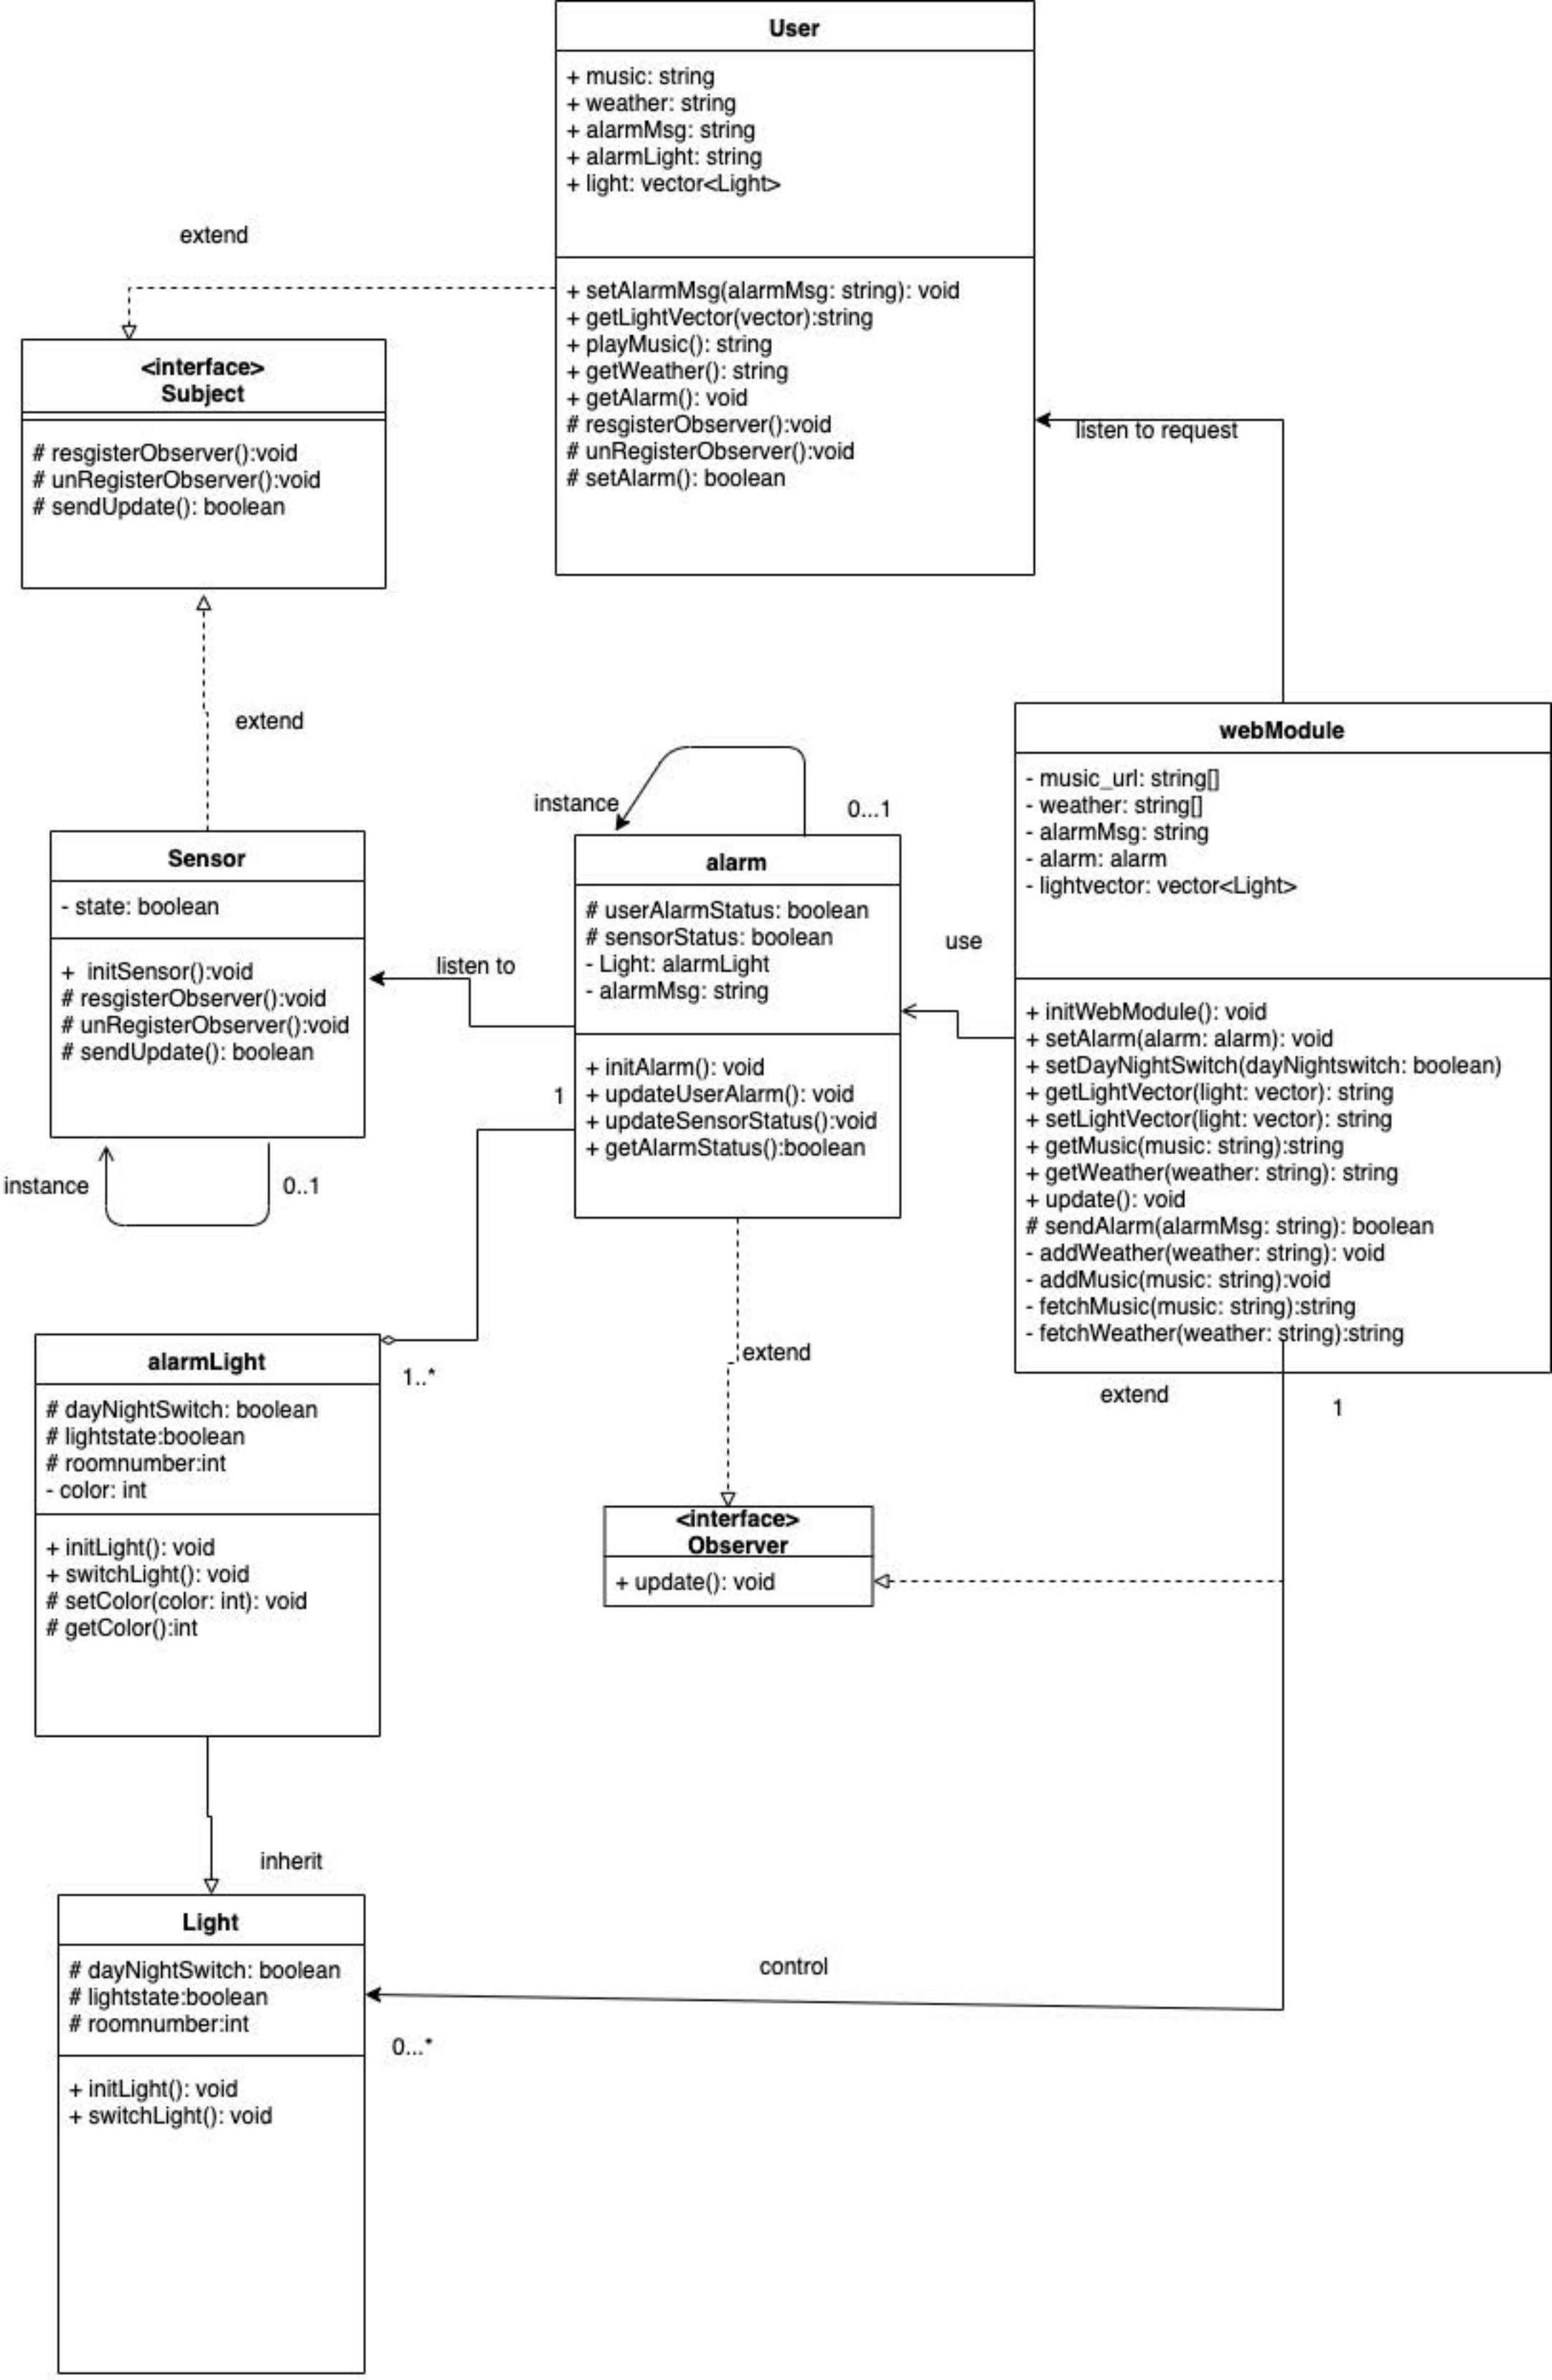 User
+ music: string
+ weather: string
+ alarmMsg: string
+ alarmLight: string
+ light: vector<Light>
+ setAlarmMsg(alarmMsg: string): void
+ getLightVector(vector):string
+ playMusic(): string
+ getWeather(): string
+ getAlarm(): void
# resgisterObserver():void
# unRegisterObserver():void
# setAlarm(): boolean
extend
<interface>
Subject
# resgisterObserver():void
# unRegisterObserver():void
# sendUpdate(): boolean
listen to request
extend
webModule
- music_url: string[]
- weather: string[]
- alarmMsg: string
- alarm: alarm
- lightvector: vector<Light>
+ initWebModule(): void
+ setAlarm(alarm: alarm): void
+ setDayNightSwitch(dayNightswitch: boolean)
+ getLightVector(light: vector): string
+ setLightVector(light: vector): string
+ getMusic(music: string):string
+ getWeather(weather: string): string
+ update(): void
# sendAlarm(alarmMsg: string): boolean
- addWeather(weather: string): void
- addMusic(music: string):void
- fetchMusic(music: string):string
- fetchWeather(weather: string):string
instance
0...1
alarm
# userAlarmStatus: boolean
# sensorStatus: boolean
- Light: alarmLight
- alarmMsg: string
+ initAlarm(): void
+ updateUserAlarm(): void
+ updateSensorStatus():void
+ getAlarmStatus():boolean
use
Sensor
- state: boolean
+  initSensor():void
# resgisterObserver():void
# unRegisterObserver():void
# sendUpdate(): boolean
listen to
1
instance
0..1
alarmLight
# dayNightSwitch: boolean
# lightstate:boolean
# roomnumber:int
- color: int
+ initLight(): void
+ switchLight(): void
# setColor(color: int): void
# getColor():int
1..*
extend
extend
1
<interface>
Observer
+ update(): void
inherit
Light
# dayNightSwitch: boolean
# lightstate:boolean
# roomnumber:int
+ initLight(): void
+ switchLight(): void
control
0...*